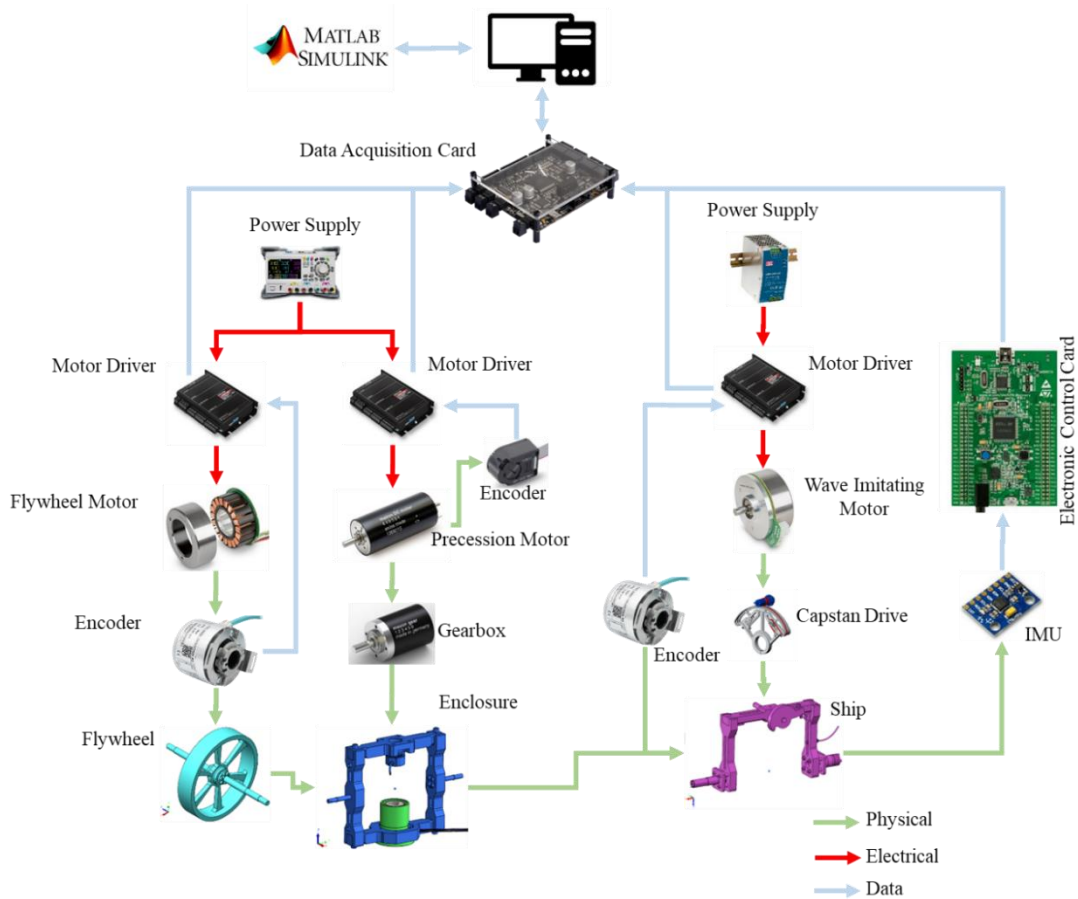 MATLAB
SIMULINK
Data Acquisition Card
Power Supply
Power Supply
Motor Driver
Motor Driver
Motor Driver
Electronic Control Card
Flywheel Motor
Encoder
Wave Imitating
Motor
Precession Motor
Encoder
Gearbox
Capstan Drive
Encoder
IMU
Enclosure
Ship
Flywheel
Physical
Electrical
Data